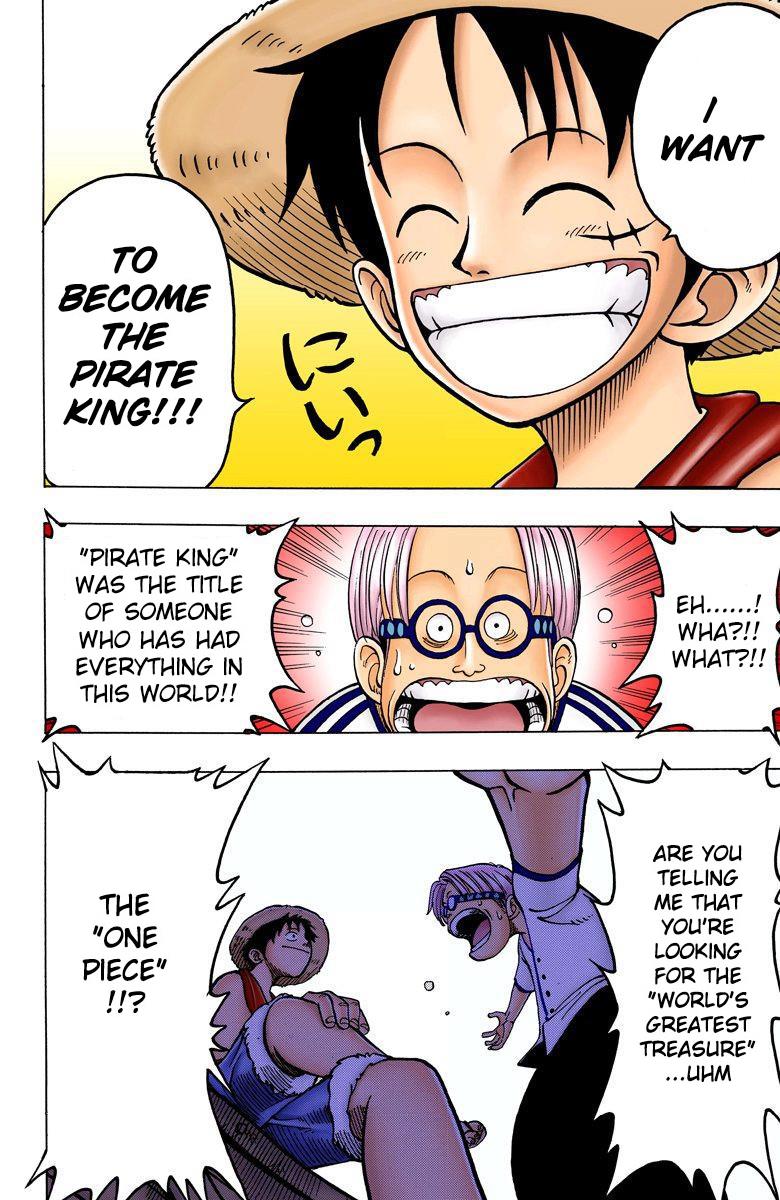 I
WANT
TO
BECOME
THE
PIRATE
KING!!!
にいっ
EH......!
WHA?!!
WHAT?!!
"PIRATE KING"
WAS THE TITLE
OF SOMEONE
WHO HAS HAD
EVERYTHING IN
THIS WORLD!!
ARE YOU
TELLING
ME THAT
YOU'RE
LOOKING
FOR THE
"WORLD'S
GREATEST
TREASURE"
...UHM
THE
"ONE
PIECE"
!!?